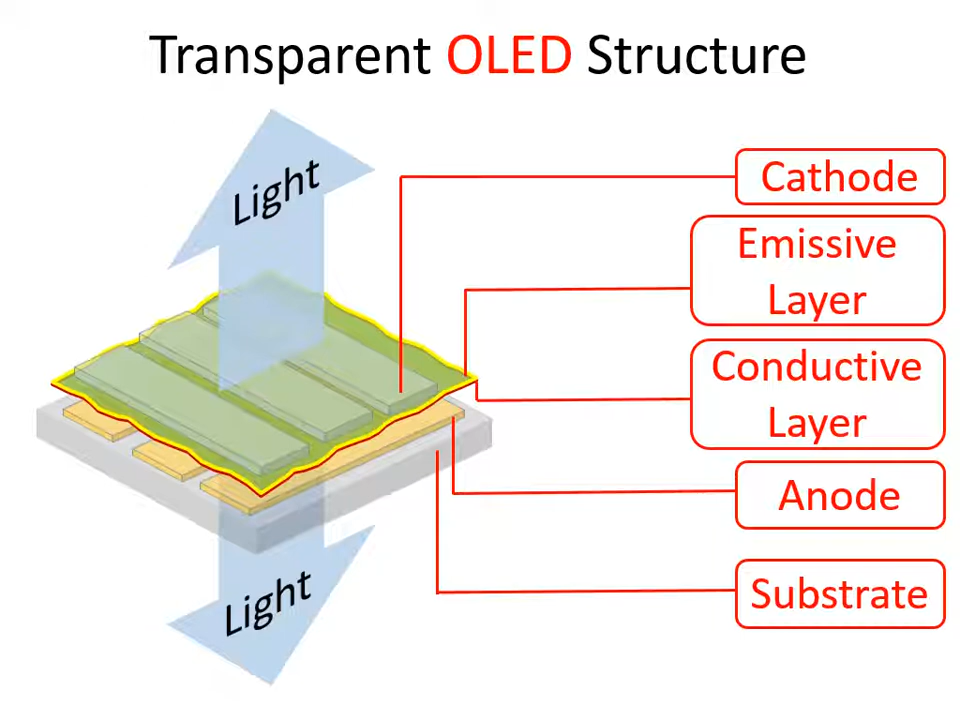 Transparent OLED Structure
Light
Cathode
Emissive
Layer
Conductive
Layer
Anode
Substrate
Light